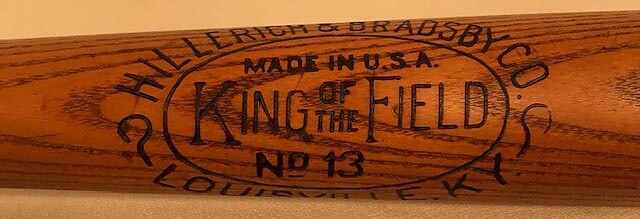 HILLERICH & BRADSBY CO.
MADE IN U.S.A.
KING OF THE FIELD
No 13
LOUISVILLE, KY.